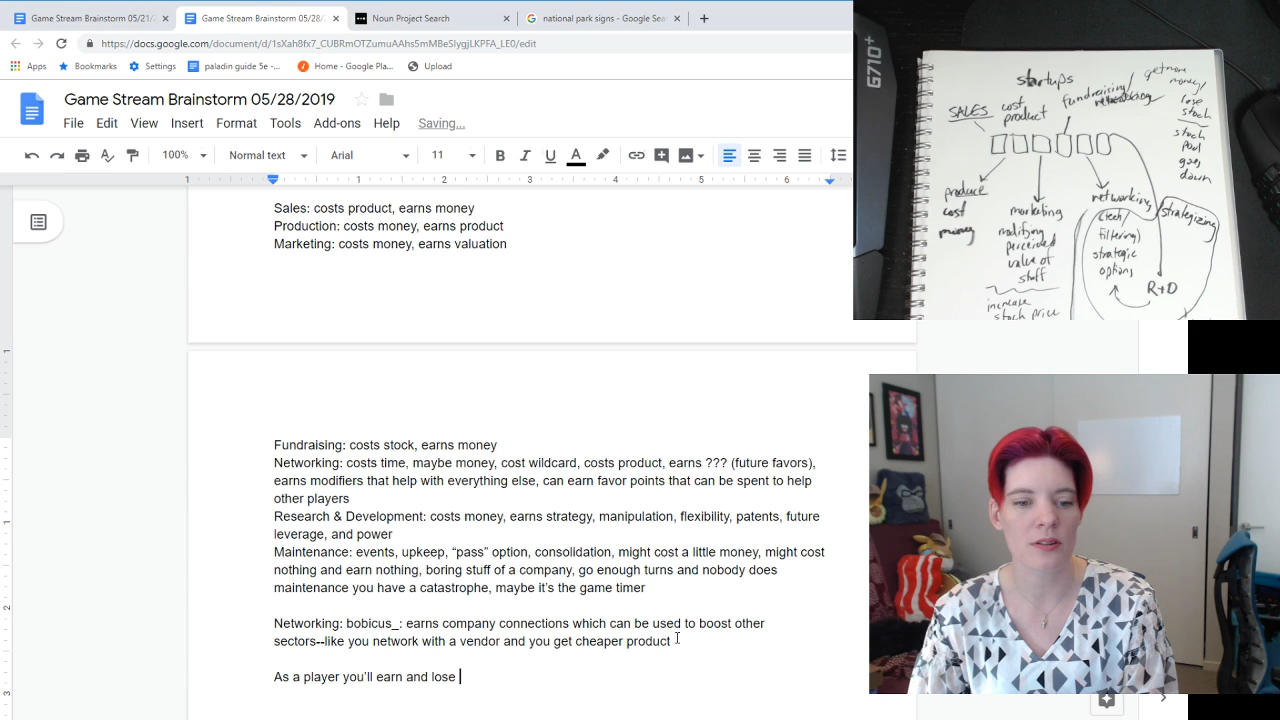 Game Stream Brainstorm 05/21/
Game Stream Brainstorm 05/28/
Noun Project Search
national park signs - Google Sea
https://docs.google.com/document/d/1sXah8fx7_CUBRmOTZumuAAhs5mMBeSlygjLKPFA_LE0/edit
Apps
Bookmarks
Settings
paladin guide 5e -...
Home - Google Pla...
Upload
Game Stream Brainstorm 05/28/2019
File Edit View Insert Format Tools Add-ons Help Saving...
100% Normal text Arial 11 B I U A
1 1 2 3 4 5 6
Sales: costs product, earns money
Production: costs money, earns product
Marketing: costs money, earns valuation
Fundraising: costs stock, earns money
Networking: costs time, maybe money, cost wildcard, costs product, earns ??? (future favors),
earns modifiers that help with everything else, can earn favor points that can be spent to help
other players
Research & Development: costs money, earns strategy, manipulation, flexibility, patents, future
leverage, and power
Maintenance: events, upkeep, “pass” option, consolidation, might cost a little money, might cost
nothing and earn nothing, boring stuff of a company, go enough turns and nobody does
maintenance you have a catastrophe, maybe it’s the game timer
Networking: bobicus_: earns company connections which can be used to boost other
sectors--like you network with a vendor and you get cheaper product
As a player you’ll earn and lose
1
1
2
3
G710+
startups
SALES
cost
product
fundraising/
networking
get more
money/
lose
stock
stock
pool
goes
down
produce
cost
money
marketing
modifying
perceived
value of
stuff
increase
stock price
networking
(tech/
filtering)
strategic
options
strategizing
R+D